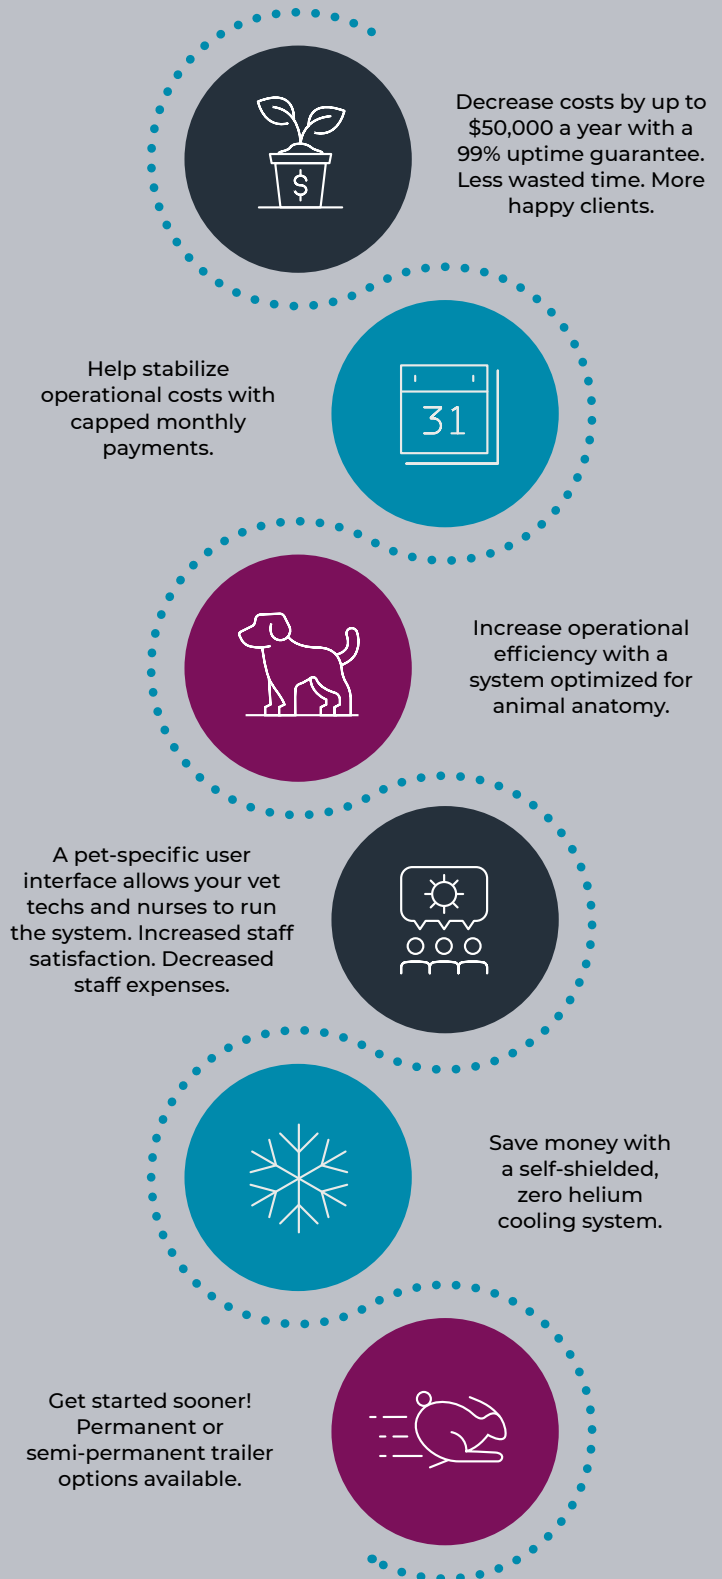 Decrease costs by up to
$50,000 a year with a
99% uptime guarantee.
Less wasted time. More
happy clients.
$
Help stabilize
operational costs with
capped monthly
payments.
31
Increase operational
efficiency with a
system optimized for
animal anatomy.
A pet-specific user
interface allows your vet
techs and nurses to run
the system. Increased staff
satisfaction. Decreased
staff expenses.
Save money with
a self-shielded,
zero helium
cooling system.
Get started sooner!
Permanent or
semi-permanent trailer
options available.